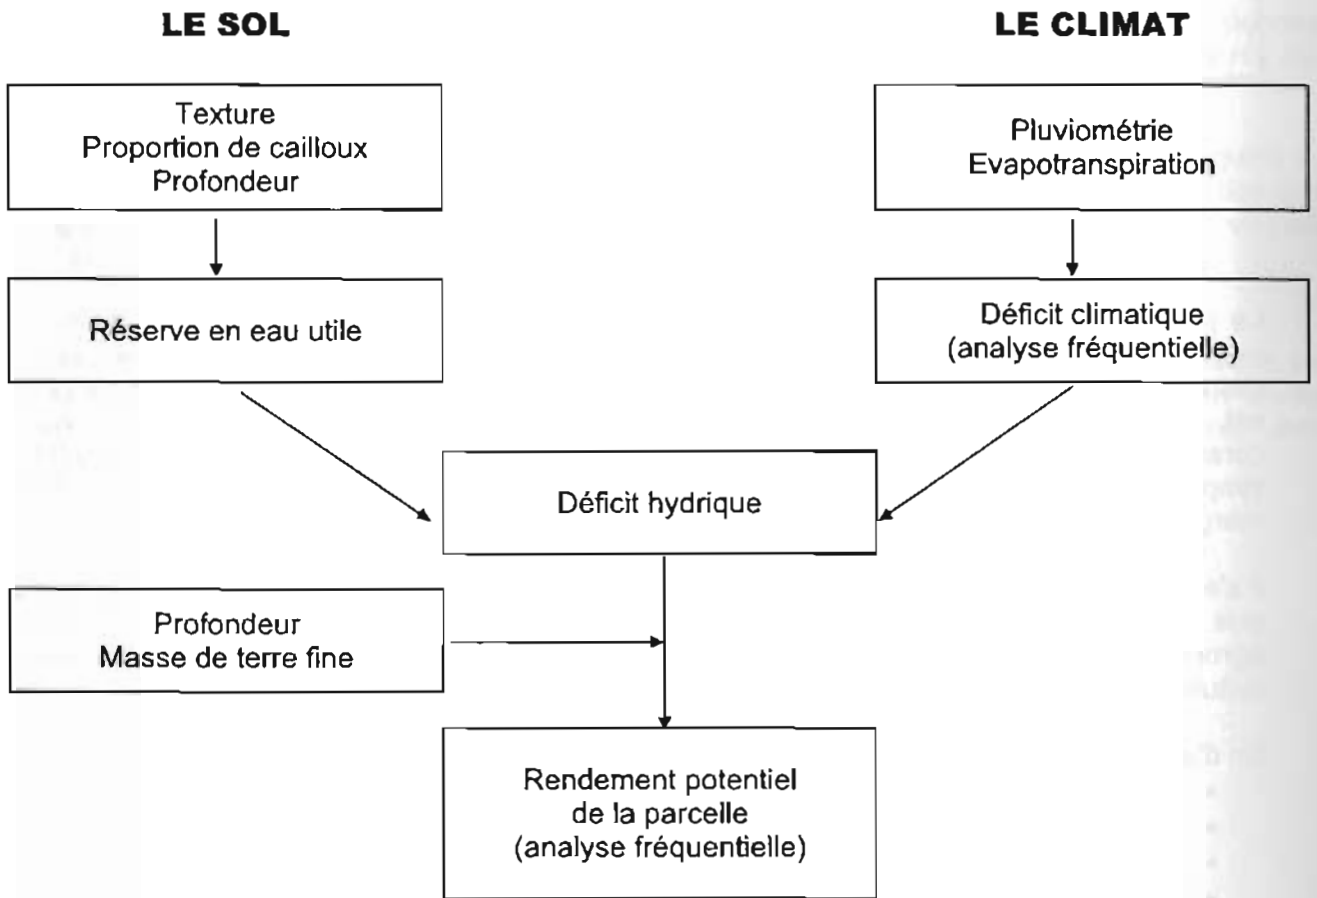 LE SOL
LE CLIMAT
Texture
Proportion de cailloux
Profondeur
Pluviométrie
Evapotranspiration
Réserve en eau utile
Déficit climatique
(analyse fréquentielle)
Déficit hydrique
Profondeur
Masse de terre fine
Rendement potentiel
de la parcelle
(analyse fréquentielle)